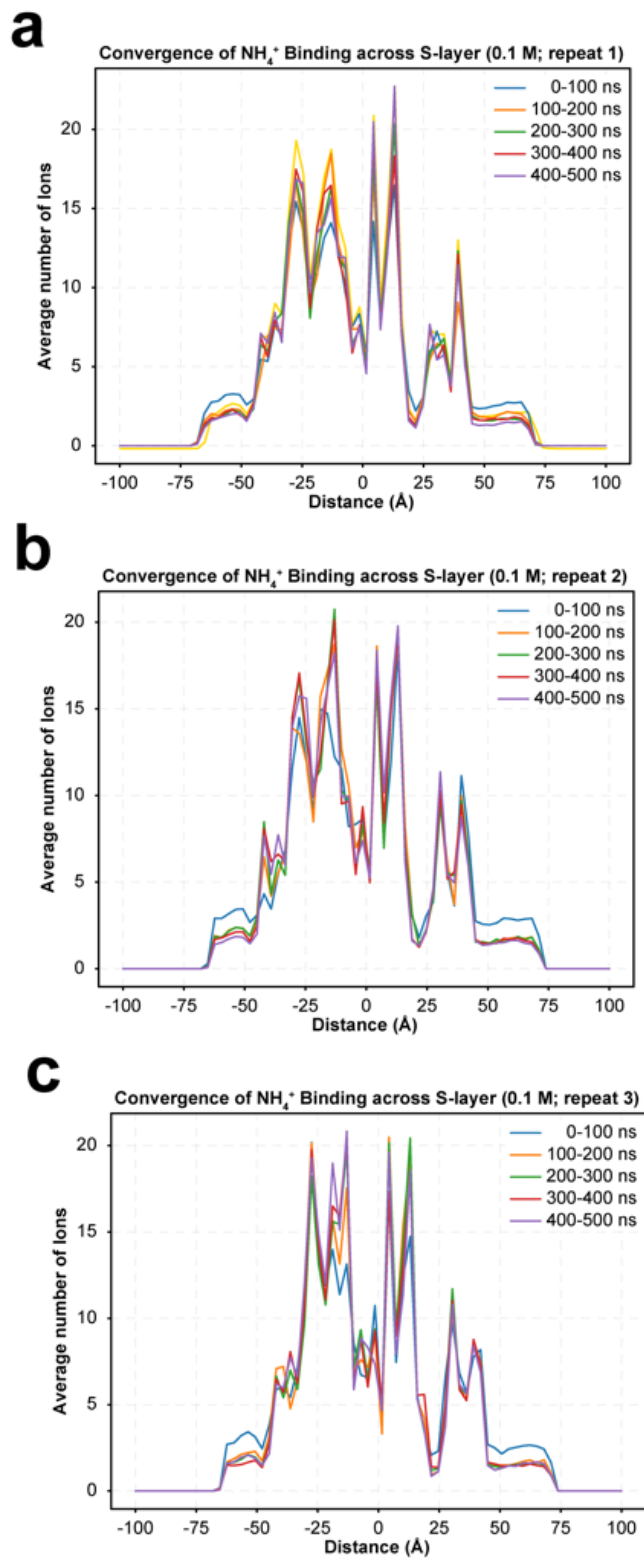 a
Convergence of NH₄⁺ Binding across S-layer (0.1 M; repeat 1)
0-100 ns
100-200 ns
200-300 ns
300-400 ns
400-500 ns
Average number of Ions
20
15
10
5
0
-100 -75 -50 -25 0 25 50 75 100
Distance (Å)
b
Convergence of NH₄⁺ Binding across S-layer (0.1 M; repeat 2)
0-100 ns
100-200 ns
200-300 ns
300-400 ns
400-500 ns
Average number of Ions
20
15
10
5
0
-100 -75 -50 -25 0 25 50 75 100
Distance (Å)
c
Convergence of NH₄⁺ Binding across S-layer (0.1 M; repeat 3)
0-100 ns
100-200 ns
200-300 ns
300-400 ns
400-500 ns
Average number of Ions
20
15
10
5
0
-100 -75 -50 -25 0 25 50 75 100
Distance (Å)